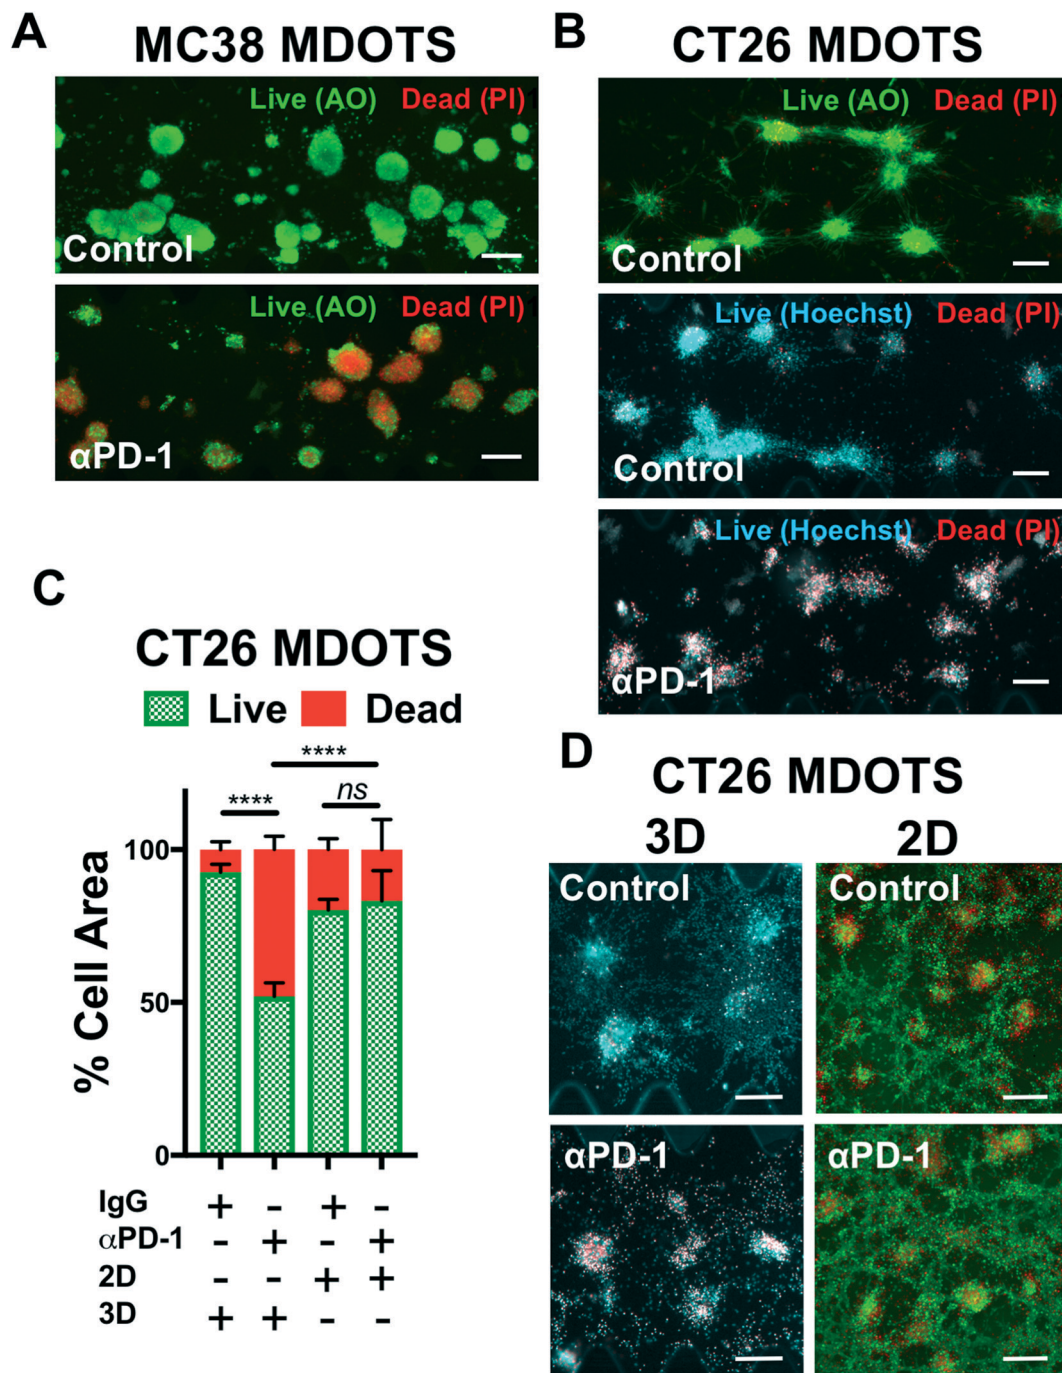 A
MC38 MDOTS
Live (AO) Dead (PI)
Control
Live (AO) Dead (PI)
αPD-1
B
CT26 MDOTS
Live (AO) Dead (PI)
Control
Live (Hoechst) Dead (PI)
Control
Live (Hoechst) Dead (PI)
αPD-1
C
CT26 MDOTS
Live Dead
****
**** ns
% Cell Area
100
50
0
IgG + - + -
αPD-1 - + - +
2D - - + +
3D + + - -
D
CT26 MDOTS
3D 2D
Control Control
αPD-1 αPD-1